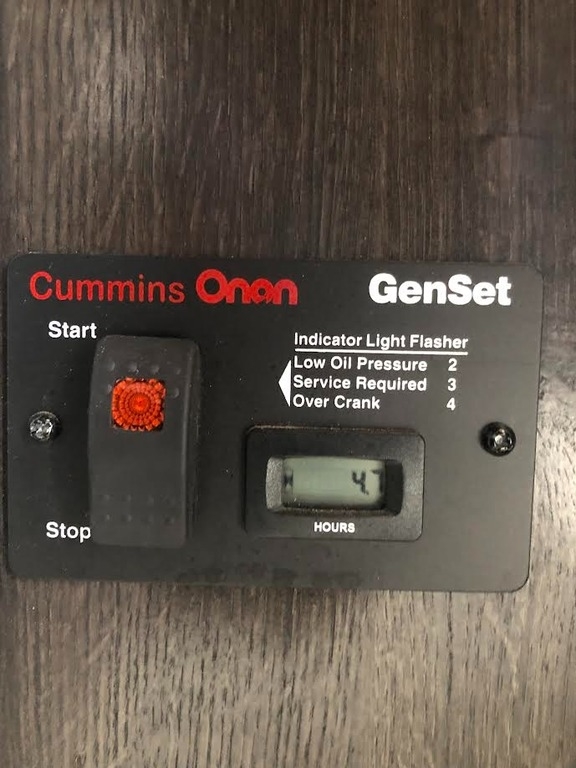 Cummins Onan GenSet
Start
Indicator Light Flasher
Low Oil Pressure 2
Service Required 3
Over Crank 4
4.7
HOURS
Stop